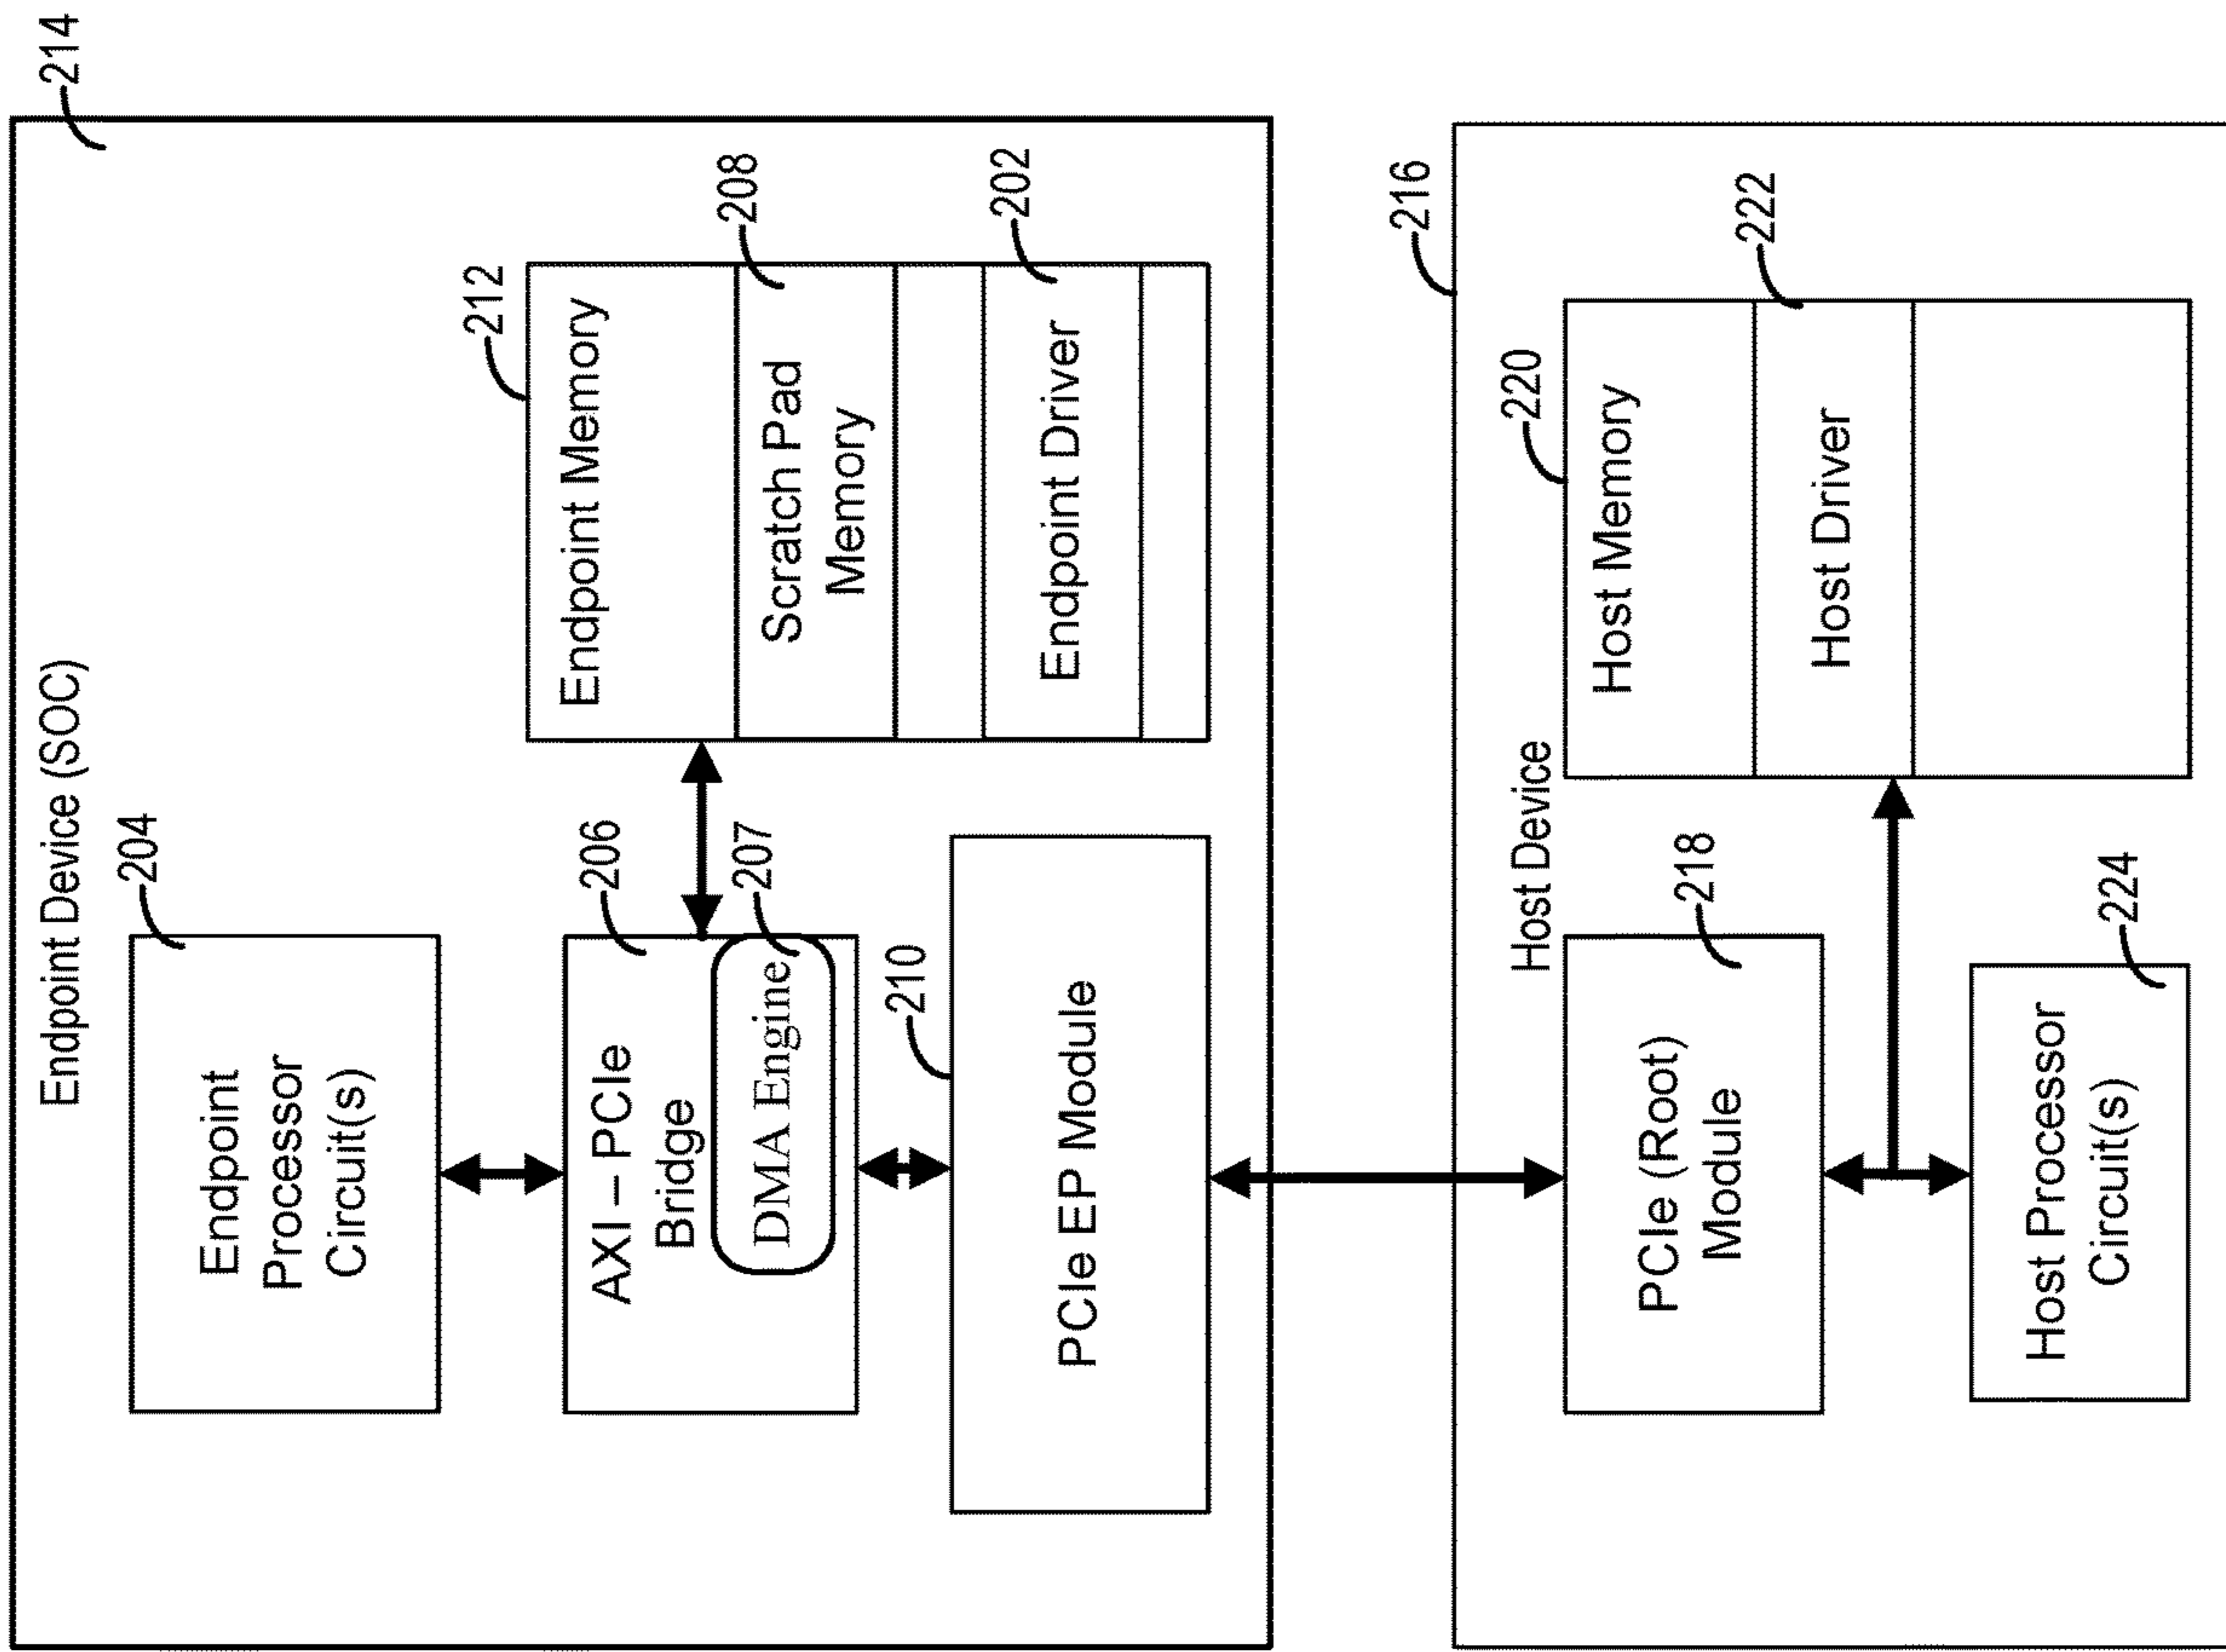 214
Endpoint Device (SOC)
204
Endpoint
Processor
Circuit(s)
206
AXI – PCIe
Bridge
207
DMA Engine
210
PCIe EP Module
212
Endpoint Memory
208
Scratch Pad
Memory
202
Endpoint Driver
216
Host Device
218
PCIe (Root)
Module
224
Host Processor
Circuit(s)
220
Host Memory
222
Host Driver